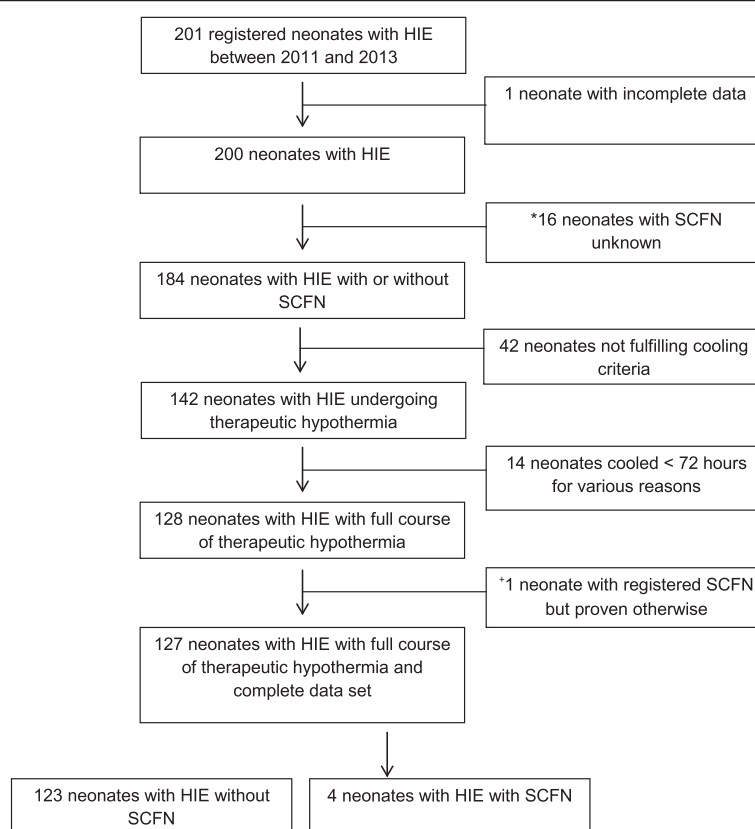 201 registered neonates with HIE
between 2011 and 2013
1 neonate with incomplete data
200 neonates with HIE
*16 neonates with SCFN
unknown
184 neonates with HIE with or without
SCFN
42 neonates not fulfilling cooling
criteria
142 neonates with HIE undergoing
therapeutic hypothermia
14 neonates cooled < 72 hours
for various reasons
128 neonates with HIE with full course
of therapeutic hypothermia
+1 neonate with registered SCFN
but proven otherwise
127 neonates with HIE with full course
of therapeutic hypothermia and
complete data set
123 neonates with HIE without
SCFN
4 neonates with HIE with SCFN